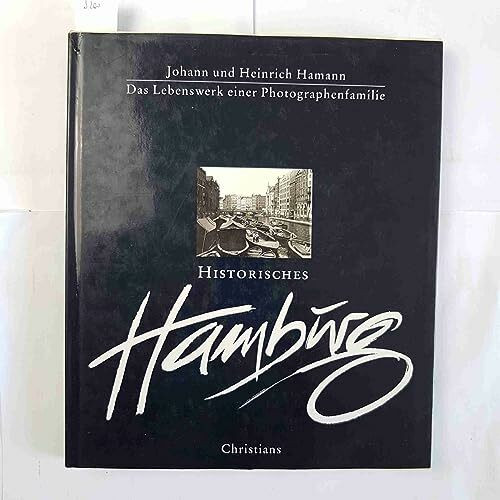 Johann und Heinrich Hamann
Das Lebenswerk einer Photographenfamilie
HISTORISCHES
Hamburg
Christians